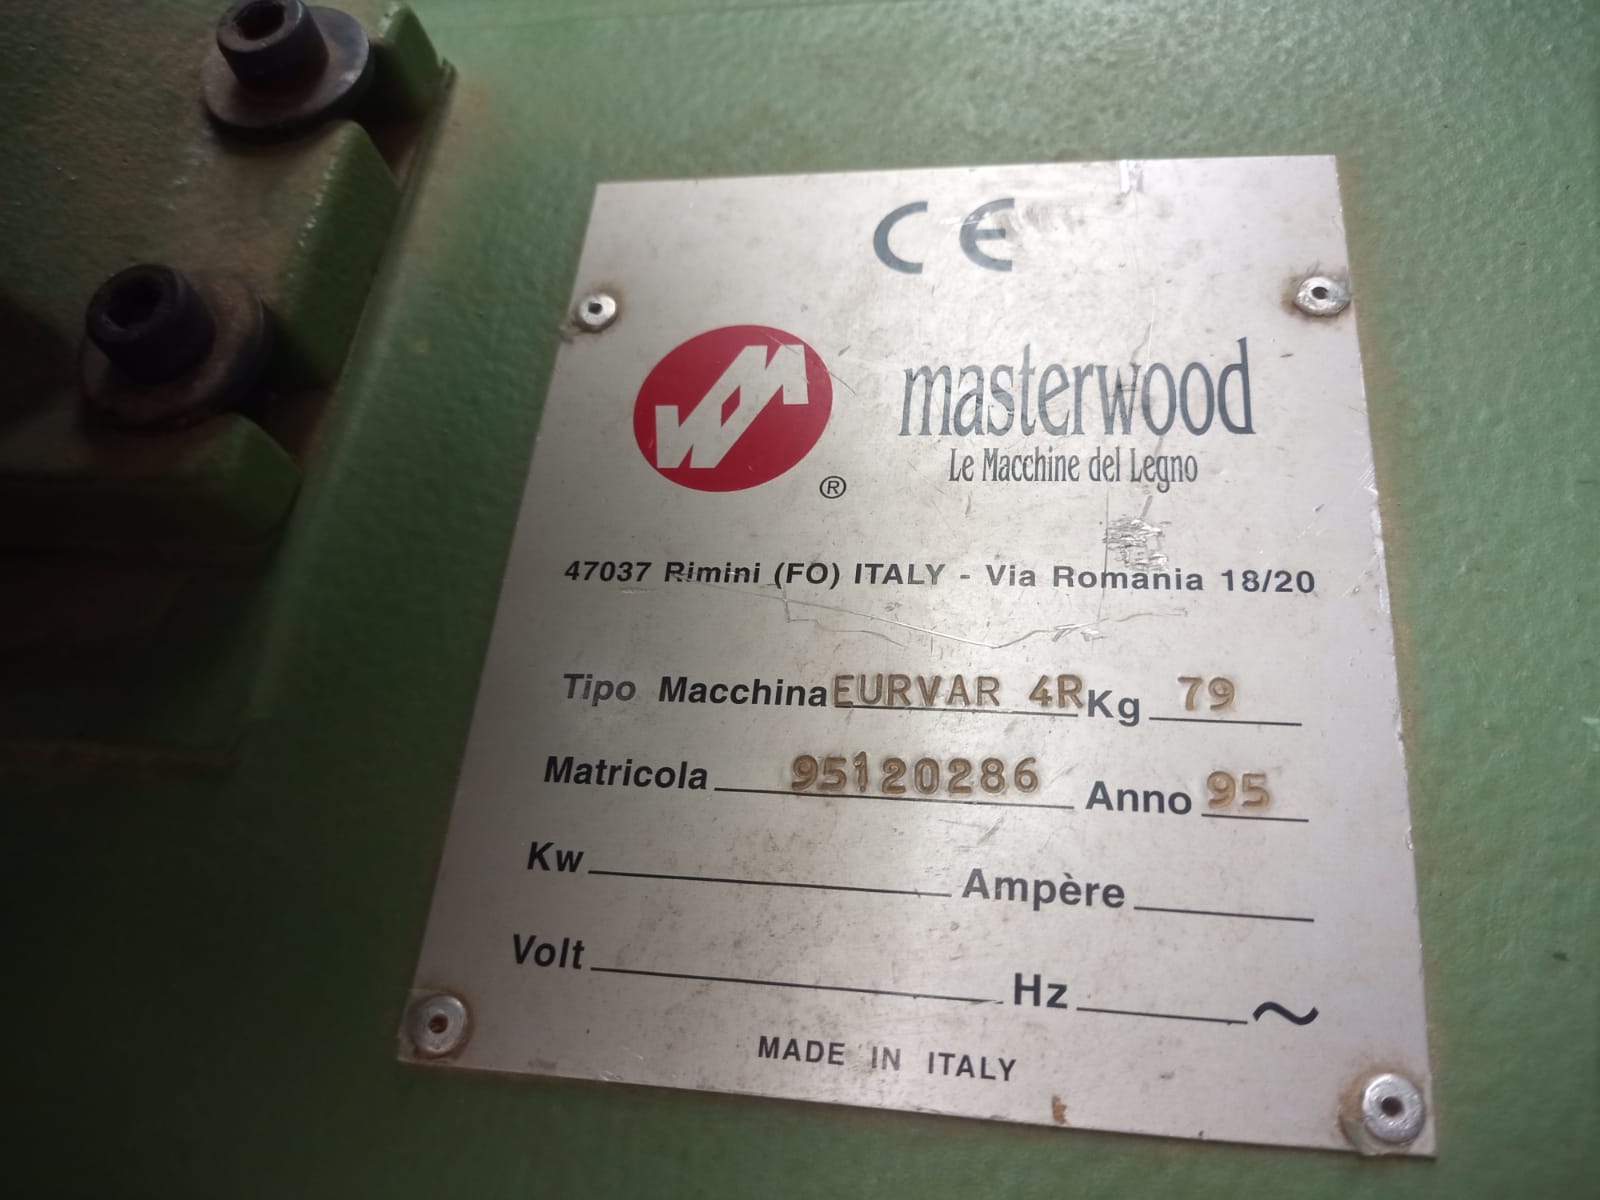 CE
masterwood
Le Macchine del Legno
®
47037 Rimini (FO) ITALY - Via Romania 18/20
Tipo Macchina EURVAR 4R Kg 79
Matricola 95120286 Anno 95
Kw Ampère
Volt Hz ~
MADE IN ITALY